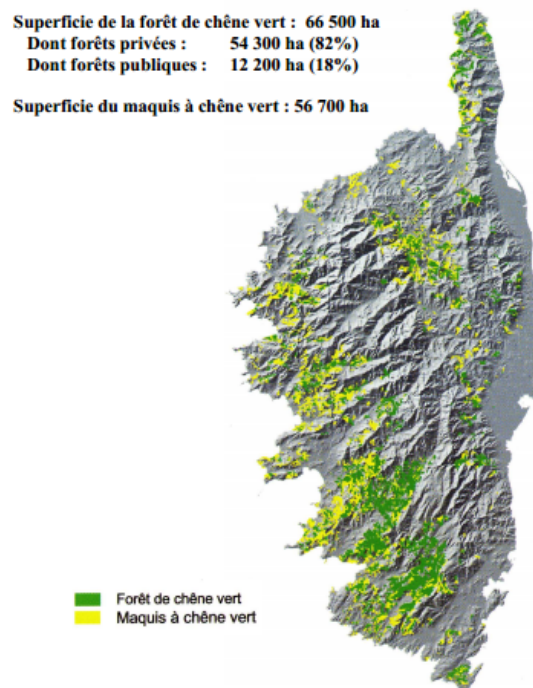 Superficie de la forêt de chêne vert : 66 500 ha
Dont forêts privées : 54 300 ha (82%)
Dont forêts publiques : 12 200 ha (18%)
Superficie du maquis à chêne vert : 56 700 ha
Forêt de chêne vert
Maquis à chêne vert